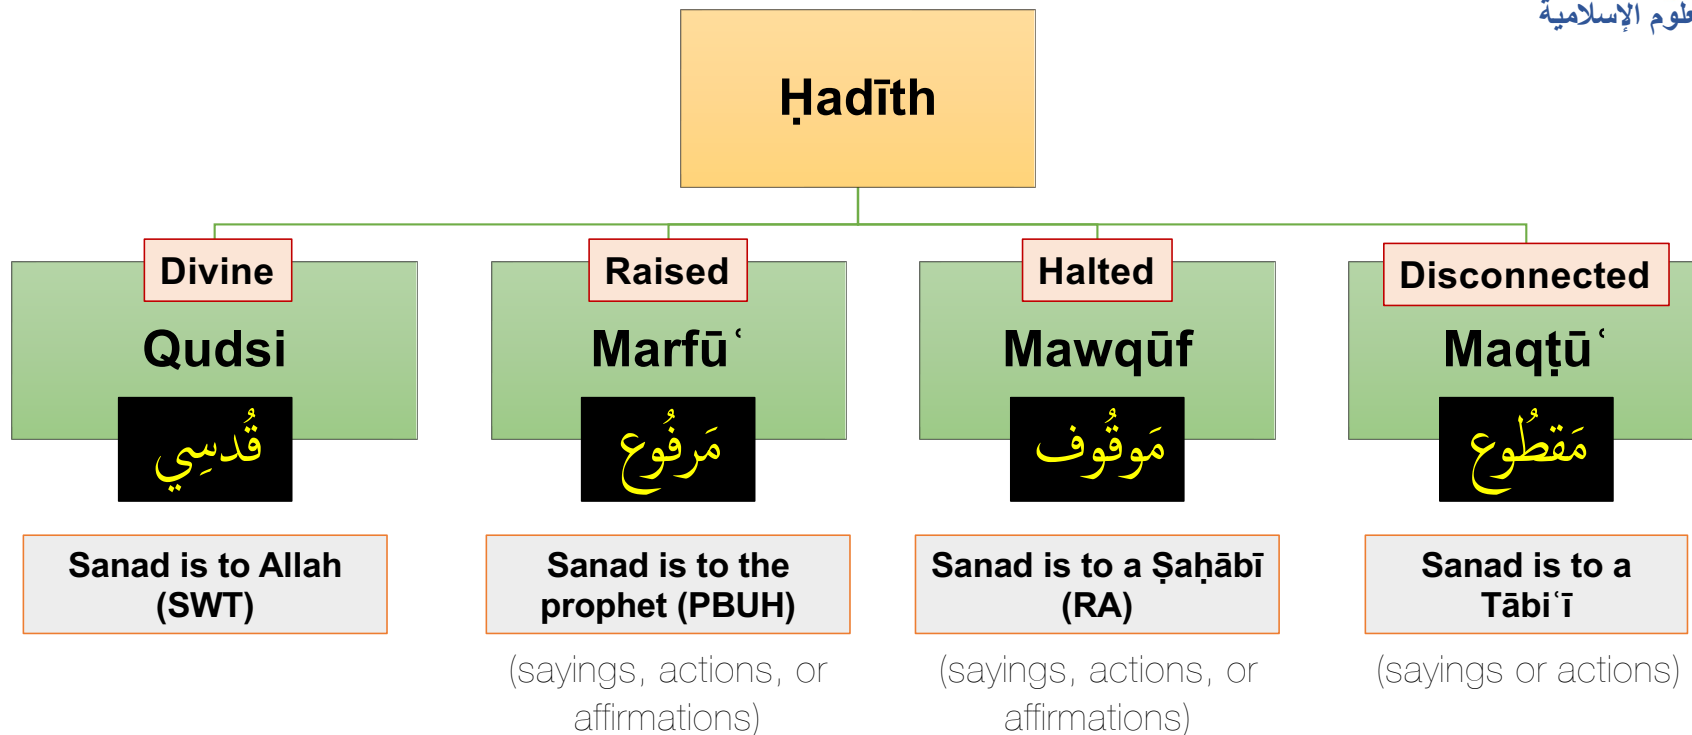 علوم الإسلامية
Ḥadīth
Divine
Qudsi
قُدسِي
Sanad is to Allah
(SWT)
Raised
Marfūʿ
مَرفُوع
Sanad is to the
prophet (PBUH)
(sayings, actions, or
affirmations)
Halted
Mawqūf
مَوقُوف
Sanad is to a Ṣaḥābī
(RA)
(sayings, actions, or
affirmations)
Disconnected
Maqṭūʿ
مَقطُوع
Sanad is to a
Tābiʿī
(sayings or actions)